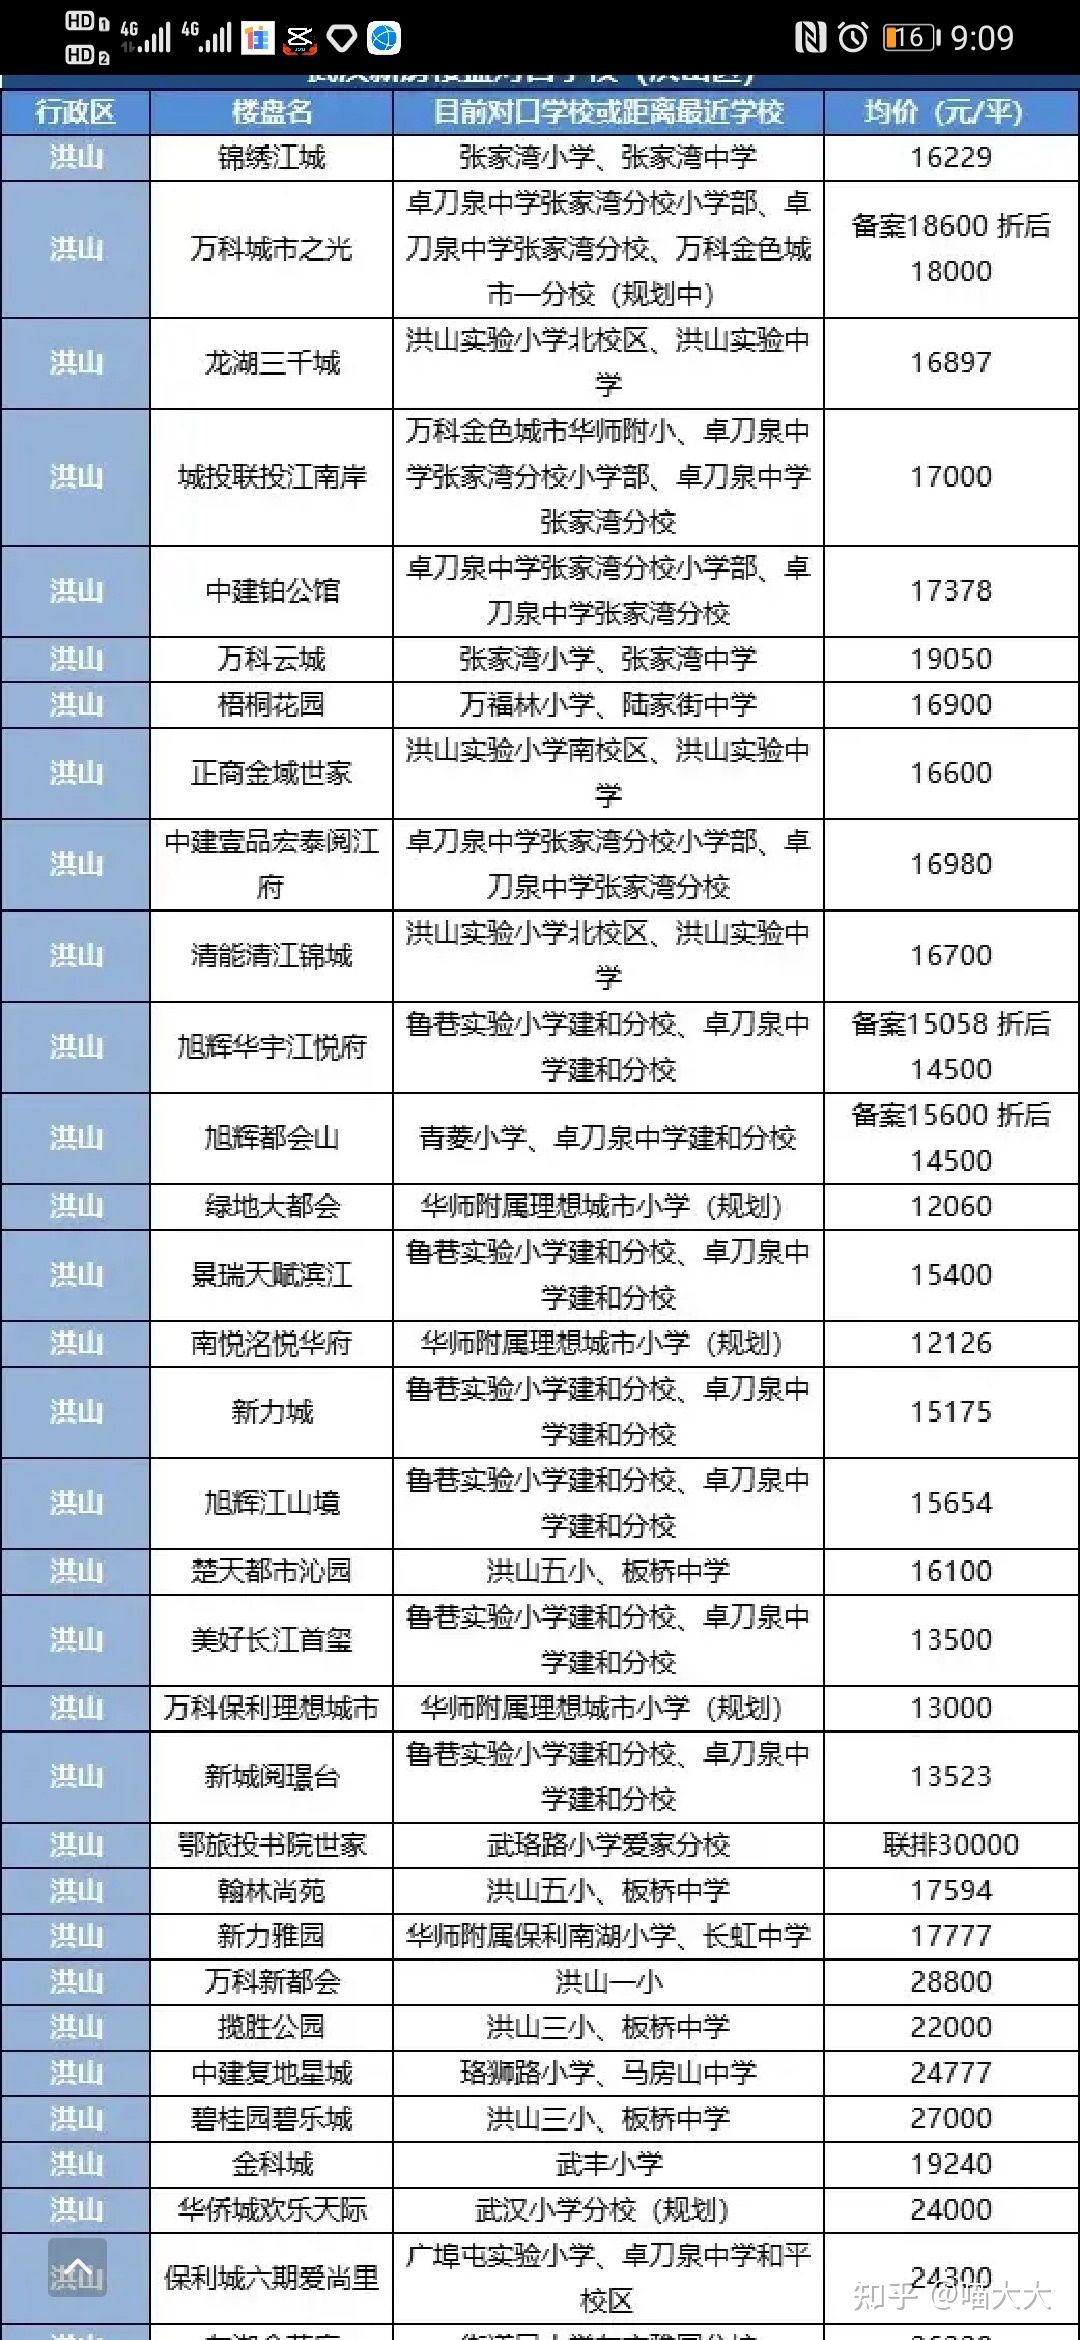 HD 1 4G 4G 16 9:09
HD 2
行政区 楼盘名 目前对口学校或距离最近学校 均价（元/平）
洪山 锦绣江城 张家湾小学、张家湾中学 16229
洪山 万科城市之光 卓刀泉中学张家湾分校小学部、卓
刀泉中学张家湾分校、万科金色城
市一分校（规划中） 备案18600 折后
18000
洪山 龙湖三千城 洪山实验小学北校区、洪山实验中
学 16897
洪山 城投联投江南岸 万科金色城市华师附小、卓刀泉中
学张家湾分校小学部、卓刀泉中学
张家湾分校 17000
洪山 中建铂公馆 卓刀泉中学张家湾分校小学部、卓
刀泉中学张家湾分校 17378
洪山 万科云城 张家湾小学、张家湾中学 19050
洪山 梧桐花园 万福林小学、陆家街中学 16900
洪山 正商金域世家 洪山实验小学南校区、洪山实验中
学 16600
洪山 中建壹品宏泰阅江
府 卓刀泉中学张家湾分校小学部、卓
刀泉中学张家湾分校 16980
洪山 清能清江锦城 洪山实验小学北校区、洪山实验中
学 16700
洪山 旭辉华宇江悦府 鲁巷实验小学建和分校、卓刀泉中
学建和分校 备案15058 折后
14500
洪山 旭辉都会山 青菱小学、卓刀泉中学建和分校 备案15600 折后
14500
洪山 绿地大都会 华师附属理想城市小学（规划） 12060
洪山 景瑞天赋滨江 鲁巷实验小学建和分校、卓刀泉中
学建和分校 15400
洪山 南悦洺悦华府 华师附属理想城市小学（规划） 12126
洪山 新力城 鲁巷实验小学建和分校、卓刀泉中
学建和分校 15175
洪山 旭辉江山境 鲁巷实验小学建和分校、卓刀泉中
学建和分校 15654
洪山 楚天都市沁园 洪山五小、板桥中学 16100
洪山 美好长江首玺 鲁巷实验小学建和分校、卓刀泉中
学建和分校 13500
洪山 万科保利理想城市 华师附属理想城市小学（规划） 13000
洪山 新城阅璟台 鲁巷实验小学建和分校、卓刀泉中
学建和分校 13523
洪山 鄂旅投书院世家 武珞路小学爱家分校 联排30000
洪山 翰林尚苑 洪山五小、板桥中学 17594
洪山 新力雅园 华师附属保利南湖小学、长虹中学 17777
洪山 万科新都会 洪山一小 28800
洪山 揽胜公园 洪山三小、板桥中学 22000
洪山 中建复地星城 珞狮路小学、马房山中学 24777
洪山 碧桂园碧乐城 洪山三小、板桥中学 27000
洪山 金科城 武丰小学 19240
洪山 华侨城欢乐天际 武汉小学分校（规划） 24000
洪山 保利城六期爱尚里 广埠屯实验小学、卓刀泉中学和平
校区 24300
知乎 @喵大大